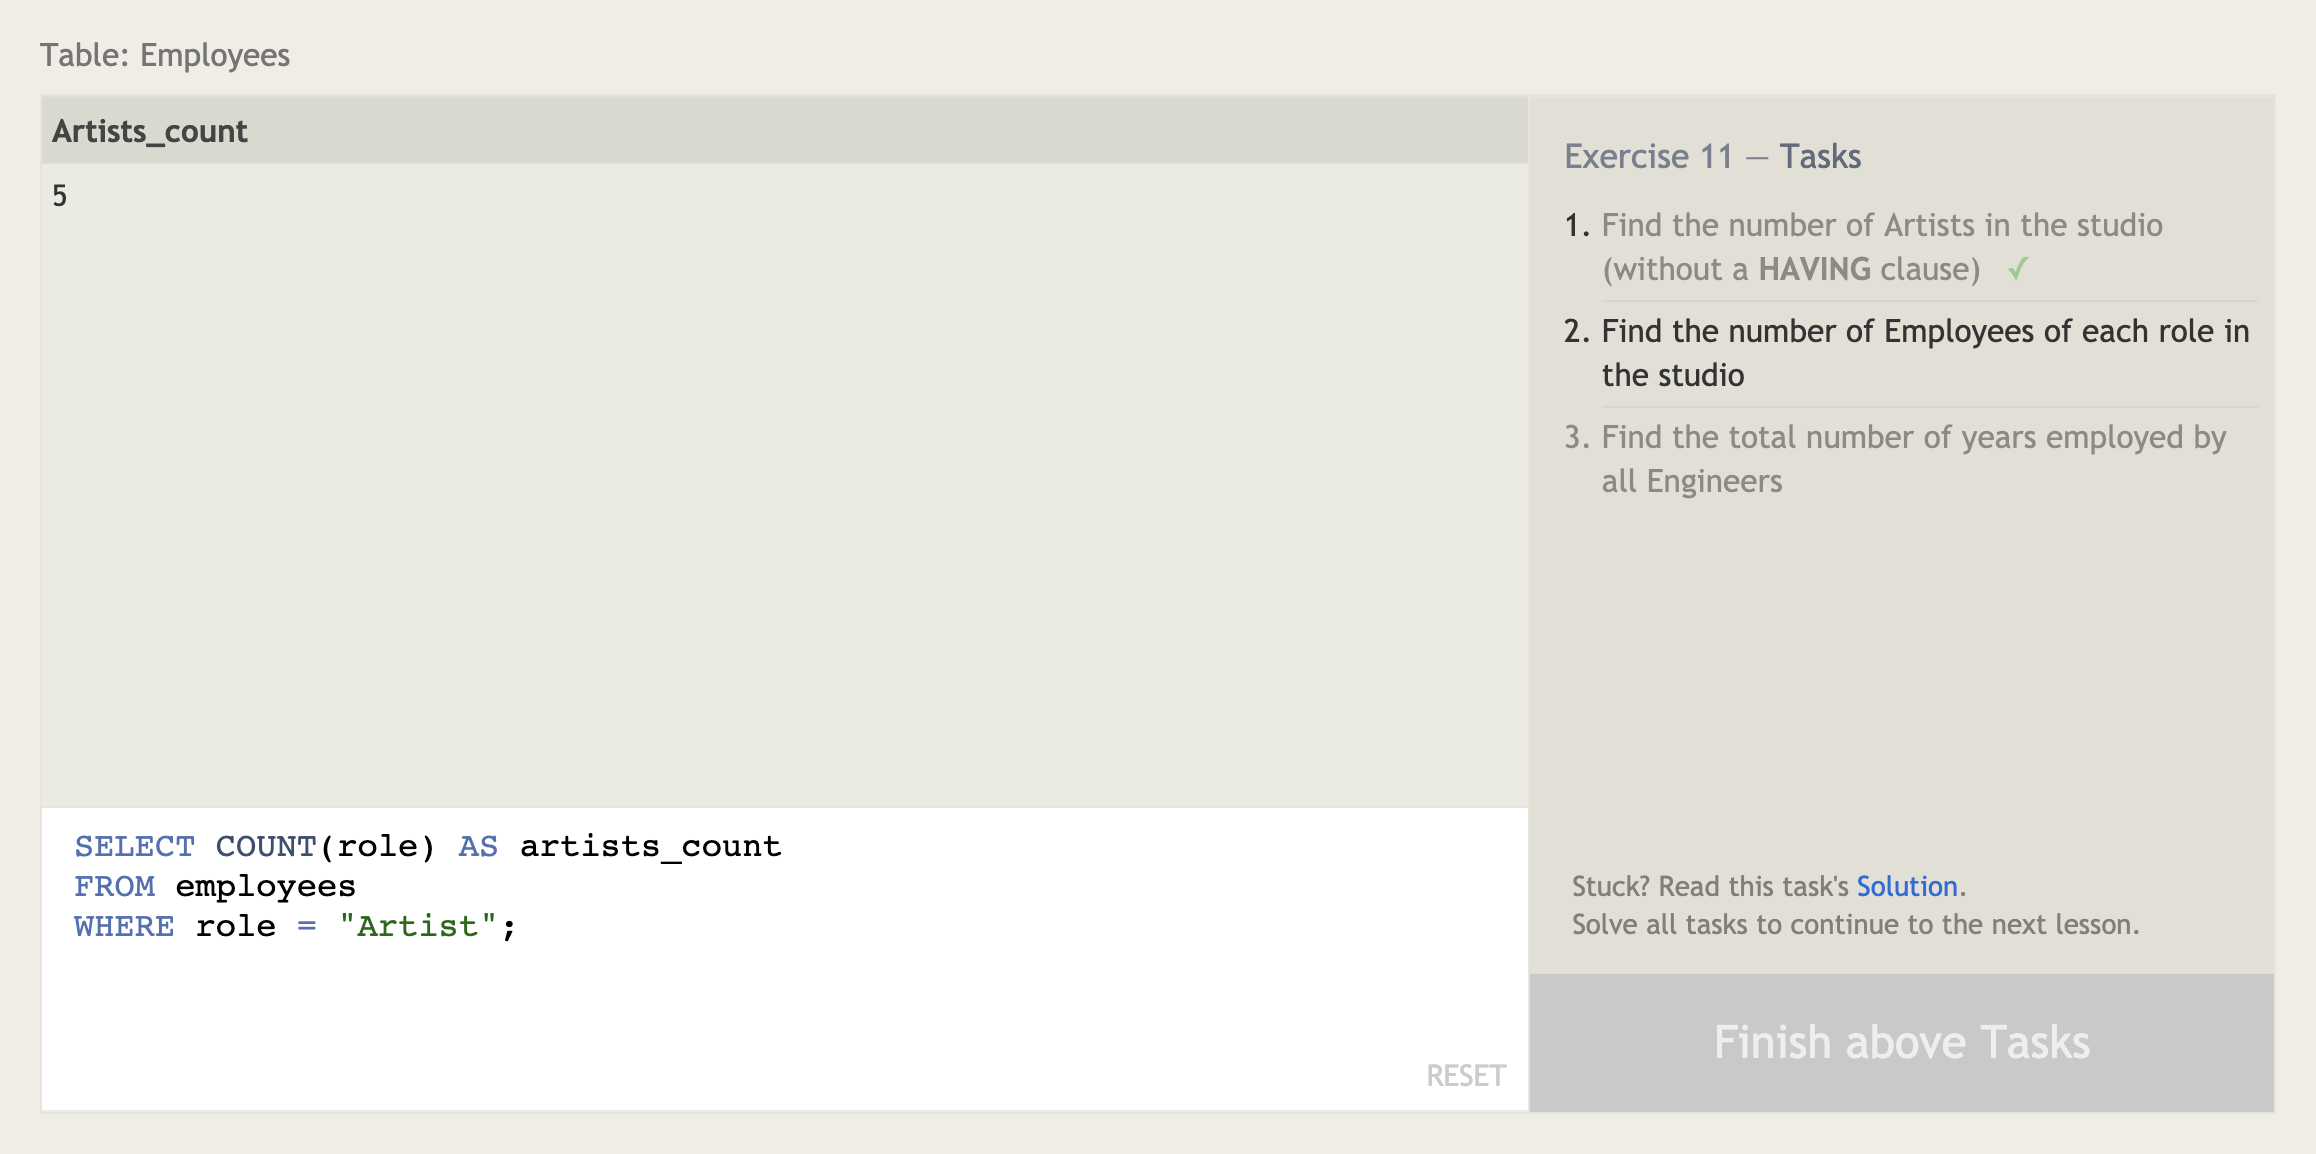 Table: Employees
Artists_count
5
SELECT COUNT(role) AS artists_count
FROM employees
WHERE role = "Artist";
RESET
Exercise 11 — Tasks
1. Find the number of Artists in the studio
(without a HAVING clause) ✓
2. Find the number of Employees of each role in
the studio
3. Find the total number of years employed by
all Engineers
Stuck? Read this task's Solution.
Solve all tasks to continue to the next lesson.
Finish above Tasks